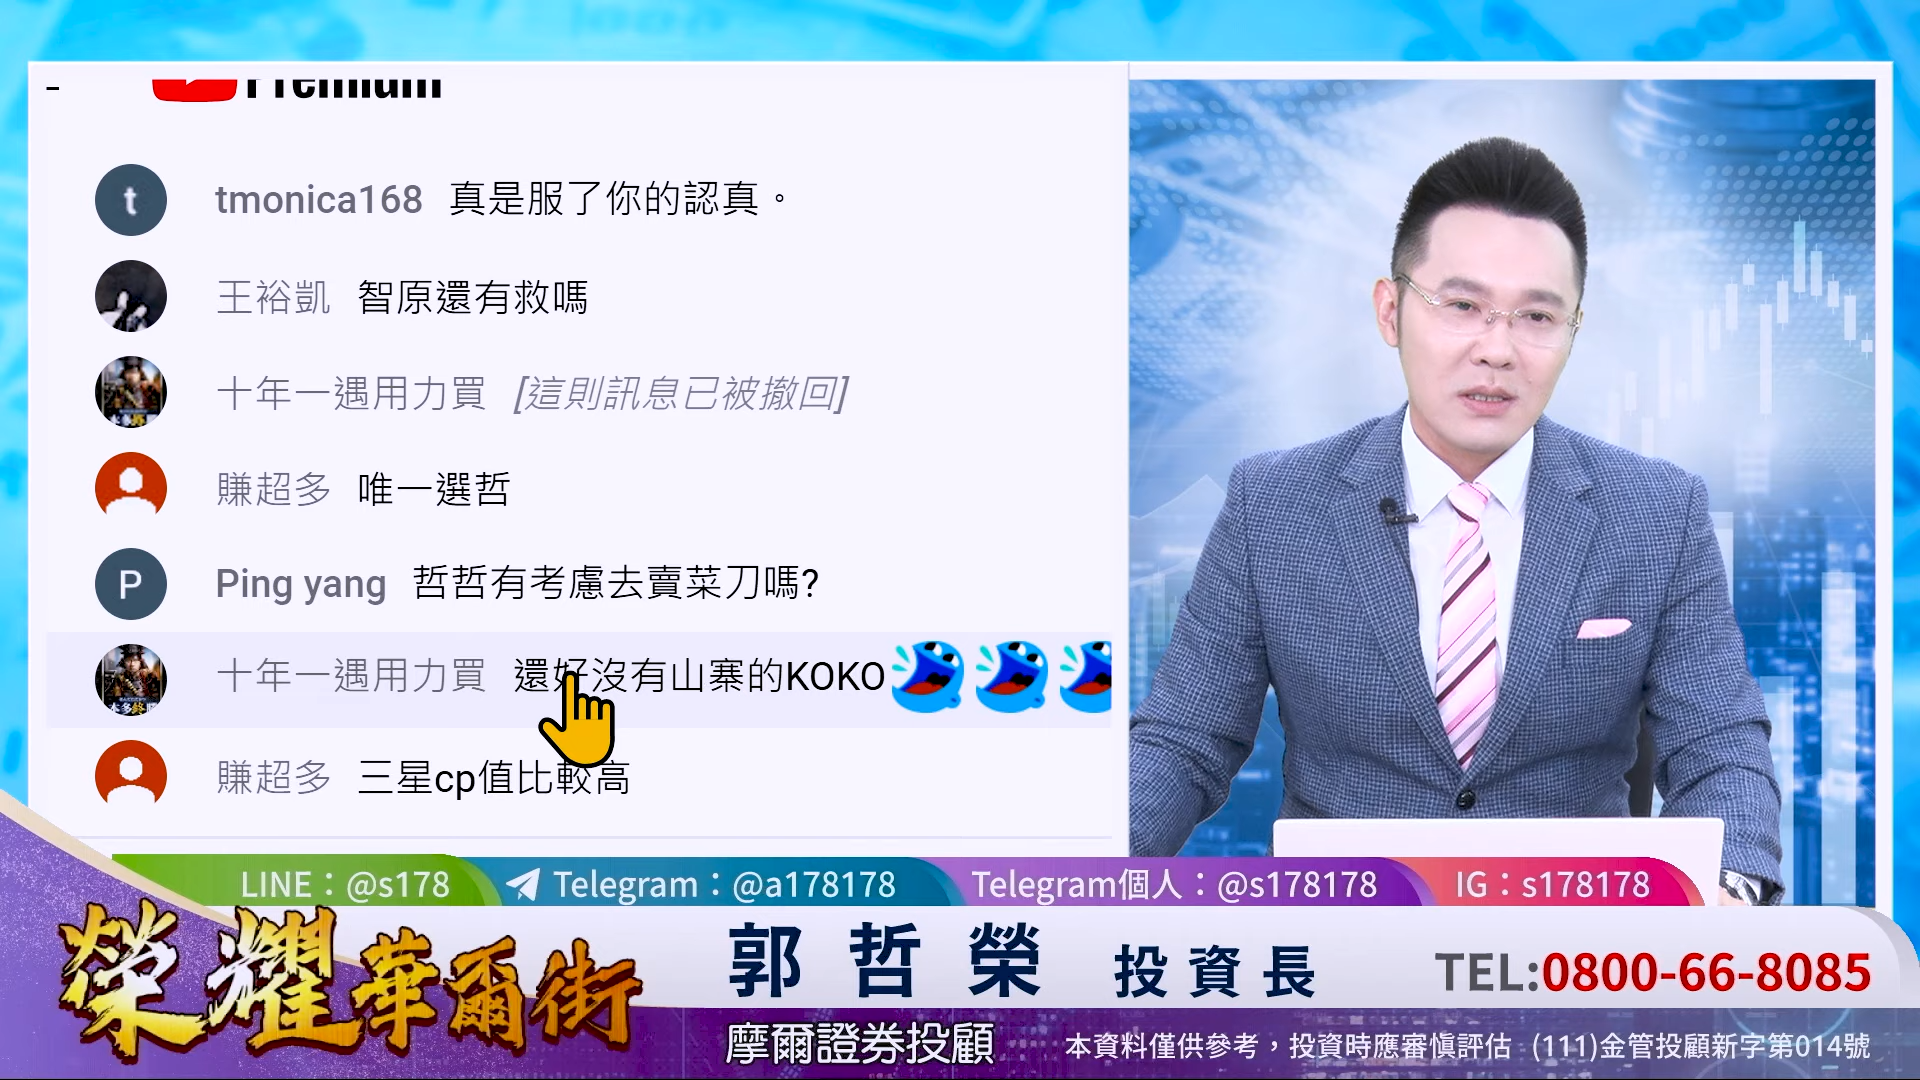 Premium
t
tmonica168 真是服了你的認真。
王裕凱 智原還有救嗎
十年一遇用力買 [這則訊息已被撤回]
賺超多 唯一選哲
P
Ping yang 哲哲有考慮去賣菜刀嗎?
十年一遇用力買 還好沒有山寨的KOKO
賺超多 三星cp值比較高
LINE：@s178
Telegram：@a178178
Telegram個人：@s178178
IG：s178178
榮耀華爾街
郭哲榮 投資長
TEL:0800-66-8085
摩爾證券投顧
本資料僅供參考，投資時應審慎評估 (111)金管投顧新字第014號